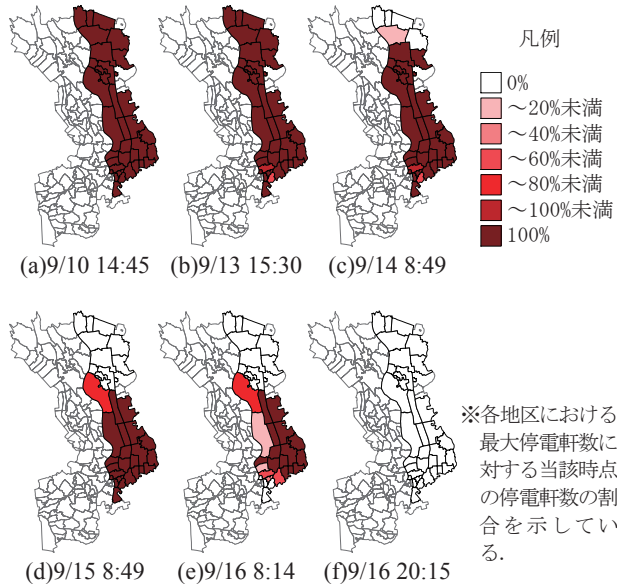 凡例
0%
～20%未満
～40%未満
～60%未満
～80%未満
～100%未満
100%
(a)9/10 14:45
(b)9/13 15:30
(c)9/14 8:49
(d)9/15 8:49
(e)9/16 8:14
(f)9/16 20:15
※各地区における
最大停電軒数に
対する当該時点
の停電軒数の割
合を示してい
る.